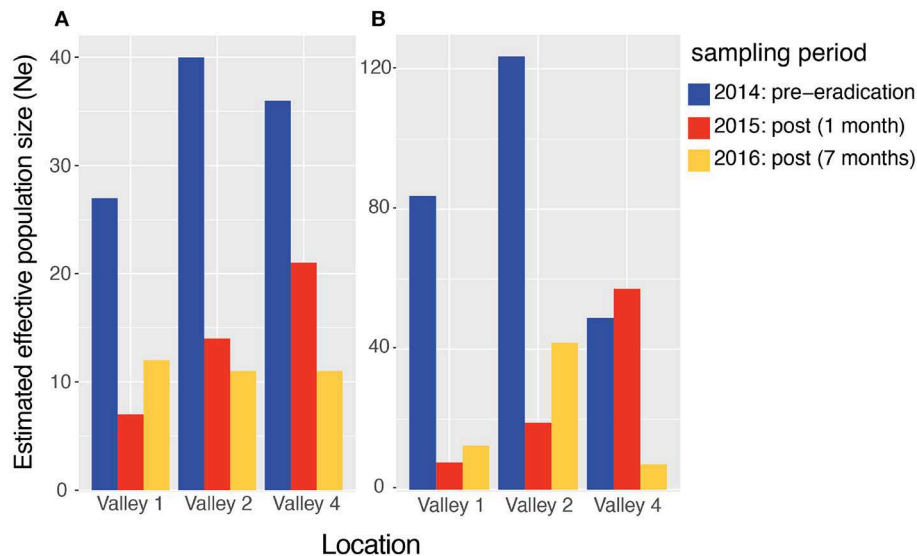 A
B
Estimated effective population size (Ne)
40
30
20
10
0
Valley 1 Valley 2 Valley 4
120
80
40
0
Valley 1 Valley 2 Valley 4
Location
sampling period
2014: pre−eradication
2015: post (1 month)
2016: post (7 months)